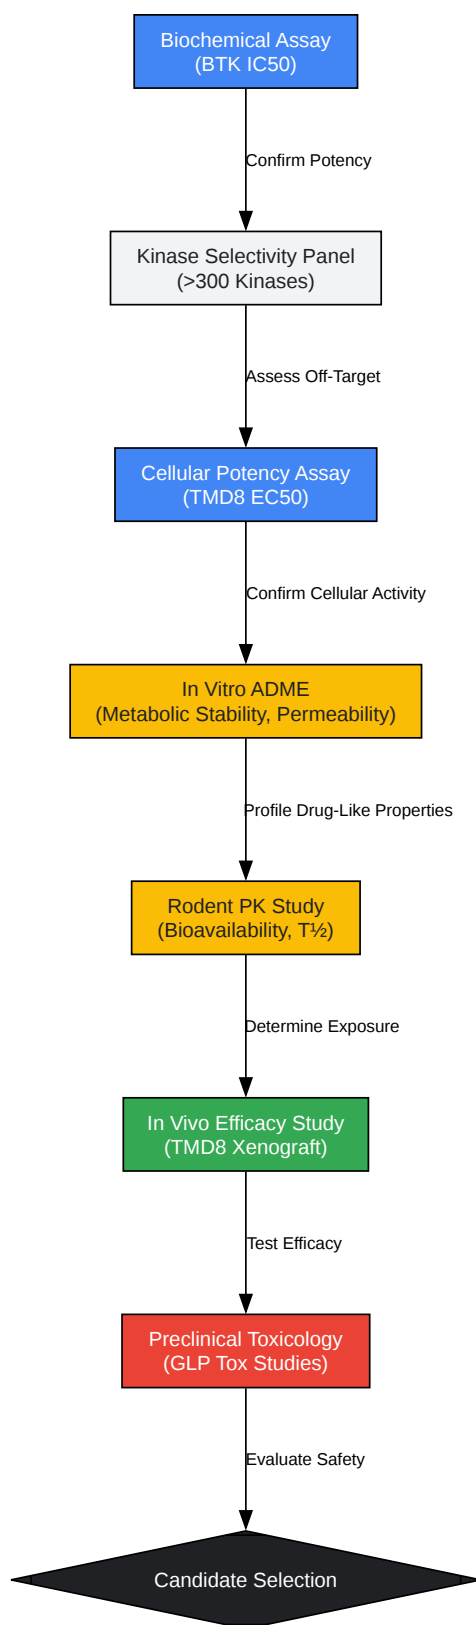 Biochemical Assay
(BTK IC50)
Confirm Potency
Kinase Selectivity Panel
(>300 Kinases)
Assess Off-Target
Cellular Potency Assay
(TMD8 EC50)
Confirm Cellular Activity
In Vitro ADME
(Metabolic Stability, Permeability)
Profile Drug-Like Properties
Rodent PK Study
(Bioavailability, T½)
Determine Exposure
In Vivo Efficacy Study
(TMD8 Xenograft)
Test Efficacy
Preclinical Toxicology
(GLP Tox Studies)
Evaluate Safety
Candidate Selection